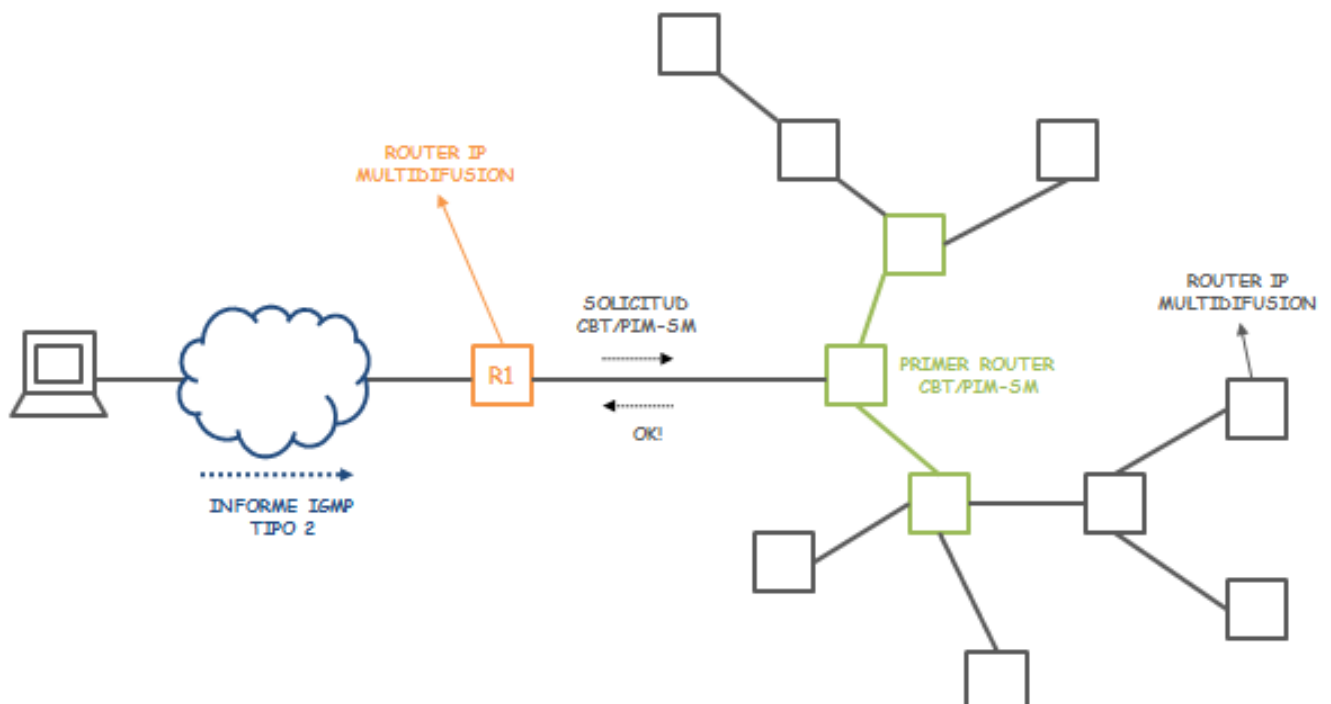 ROUTER IP
MULTIDIFUSION
SOLICITUD
CBT/PIM-SM
ROUTER IP
MULTIDIFUSION
R1
PRIMER ROUTER
CBT/PIM-SM
OK!
INFORME IGMP
TIPO 2